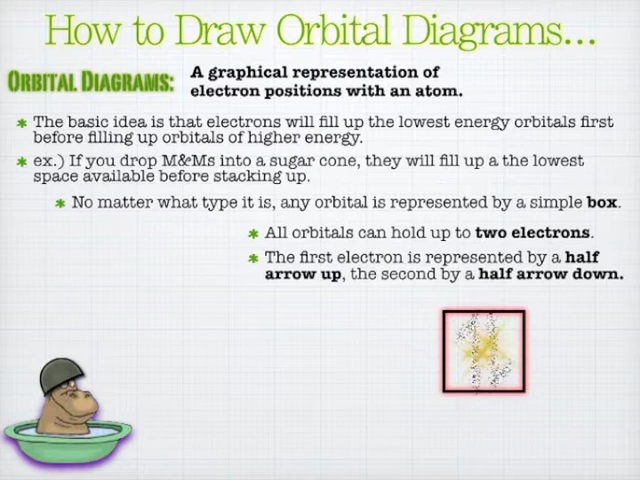 How to Draw Orbital Diagrams...
Orbital Diagrams:
A graphical representation of
electron positions with an atom.
The basic idea is that electrons will fill up the lowest energy orbitals first
before filling up orbitals of higher energy.
ex.) If you drop M&Ms into a sugar cone, they will fill up a the lowest
space available before stacking up.
No matter what type it is, any orbital is represented by a simple box.
All orbitals can hold up to two electrons.
The first electron is represented by a half
arrow up, the second by a half arrow down.